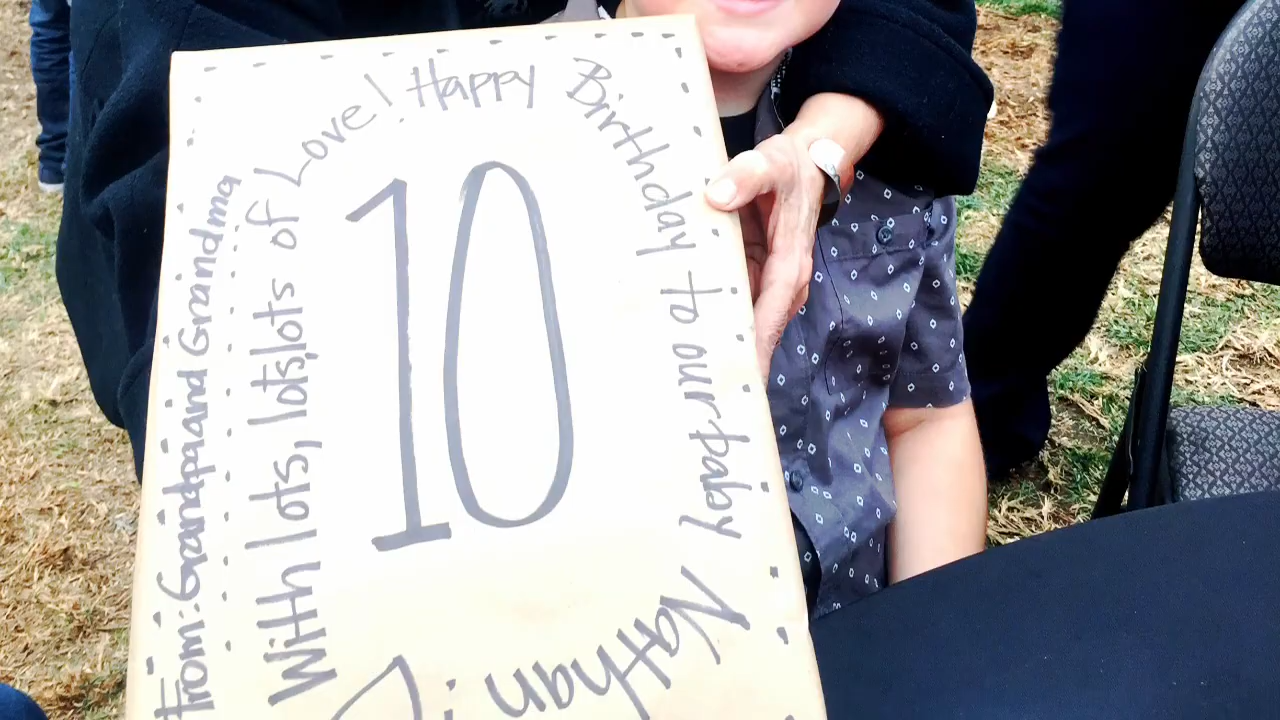 Happy Birthday to our baby Nathan
With lots, lots,lots of Love!
10
From: Grandpa and Grandma